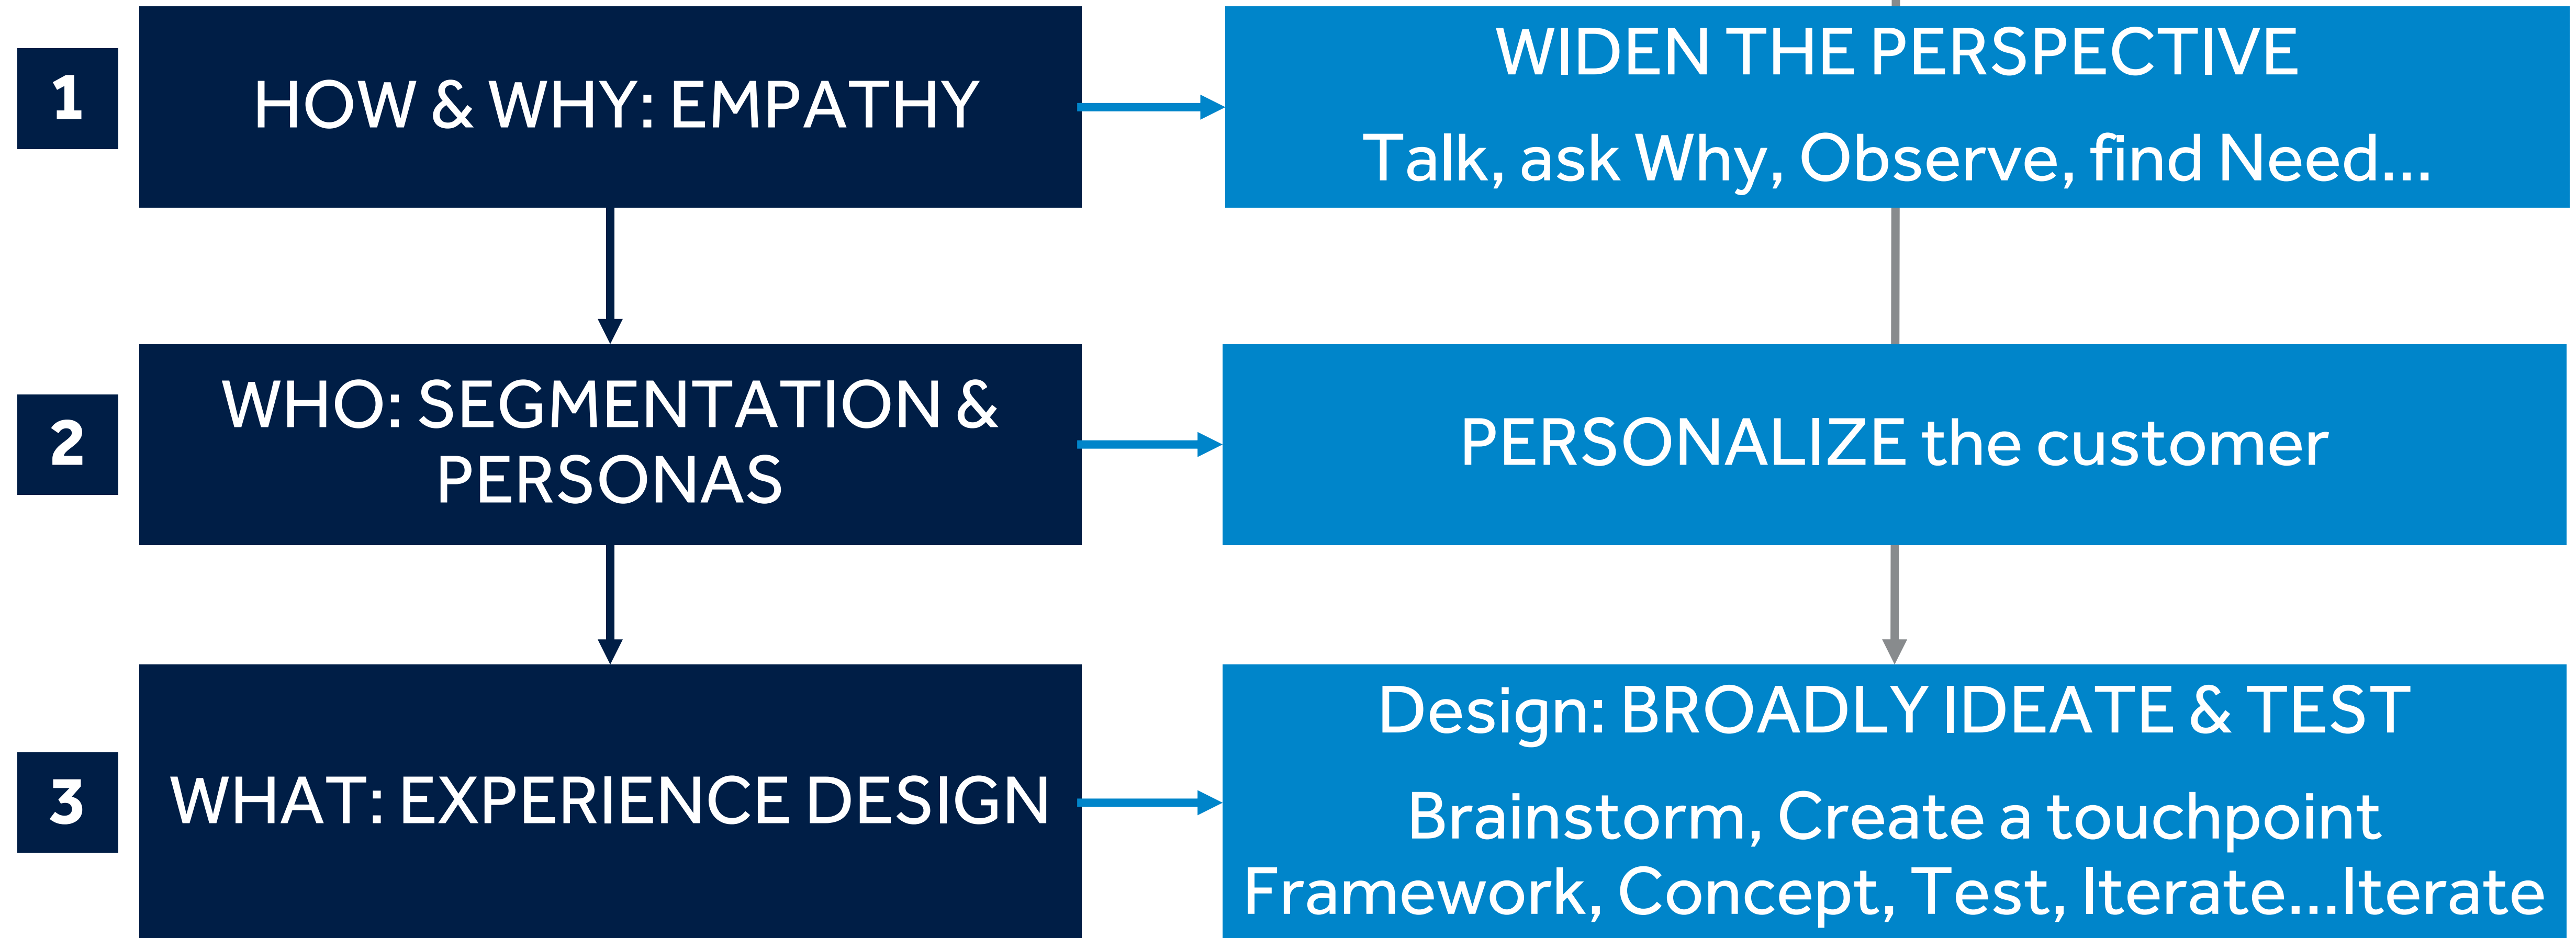 1
HOW & WHY: EMPATHY
WIDEN THE PERSPECTIVE
Talk, ask Why, Observe, find Need...
2
WHO: SEGMENTATION &
PERSONAS
PERSONALIZE the customer
3
WHAT: EXPERIENCE DESIGN
Design: BROADLY IDEATE & TEST
Brainstorm, Create a touchpoint
Framework, Concept, Test, Iterate...Iterate